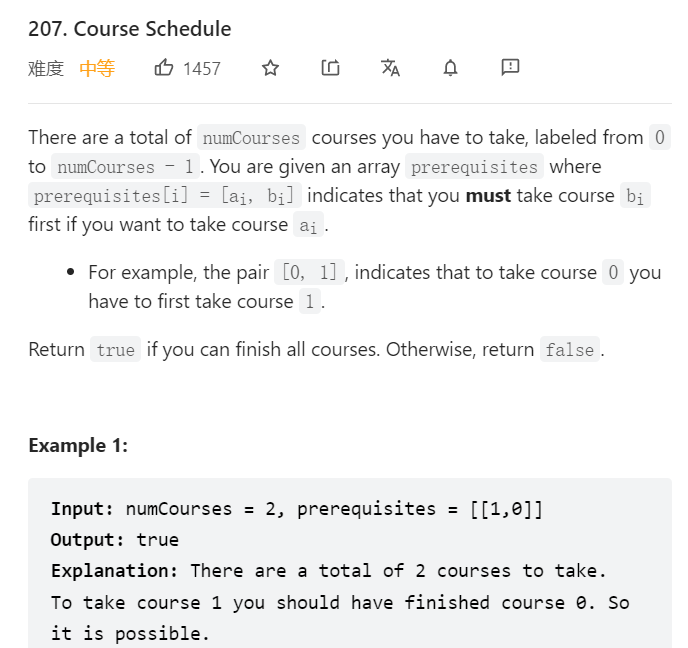 207. Course Schedule
难度 中等 1457
There are a total of numCourses courses you have to take, labeled from 0
to numCourses - 1. You are given an array prerequisites where
prerequisites[i] = [aᵢ, bᵢ] indicates that you must take course bᵢ
first if you want to take course aᵢ.
• For example, the pair [0, 1], indicates that to take course 0 you
have to first take course 1.
Return true if you can finish all courses. Otherwise, return false.
Example 1:
Input: numCourses = 2, prerequisites = [[1,0]]
Output: true
Explanation: There are a total of 2 courses to take.
To take course 1 you should have finished course 0. So
it is possible.